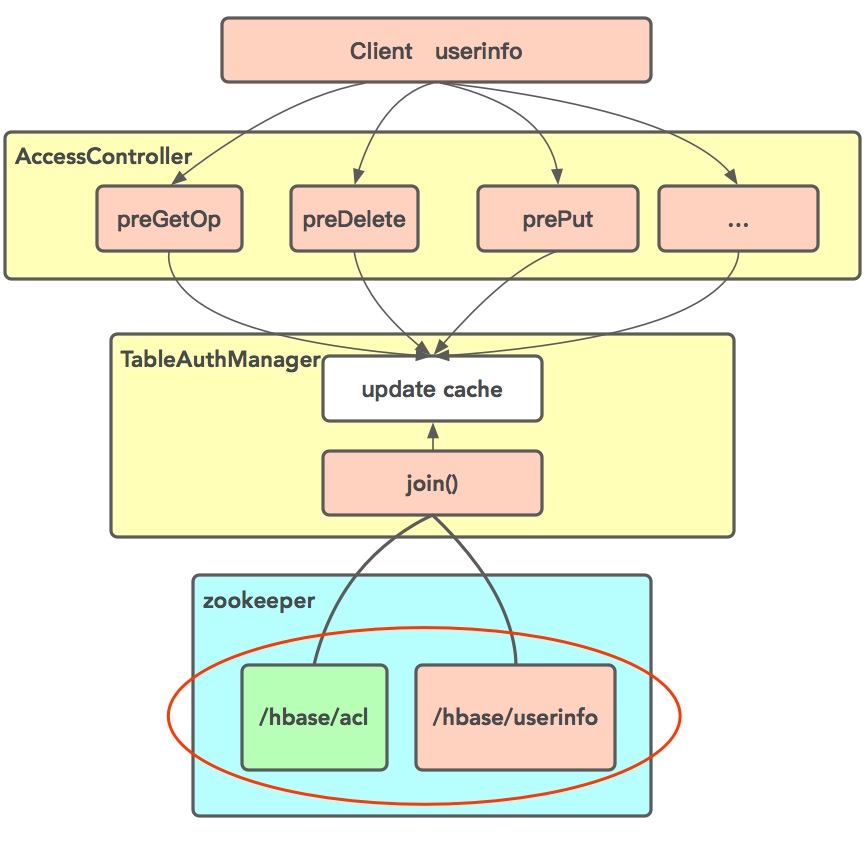 Client userinfo
AccessController
preGetOp
preDelete
prePut
...
TableAuthManager
update cache
join()
zookeeper
/hbase/acl
/hbase/userinfo